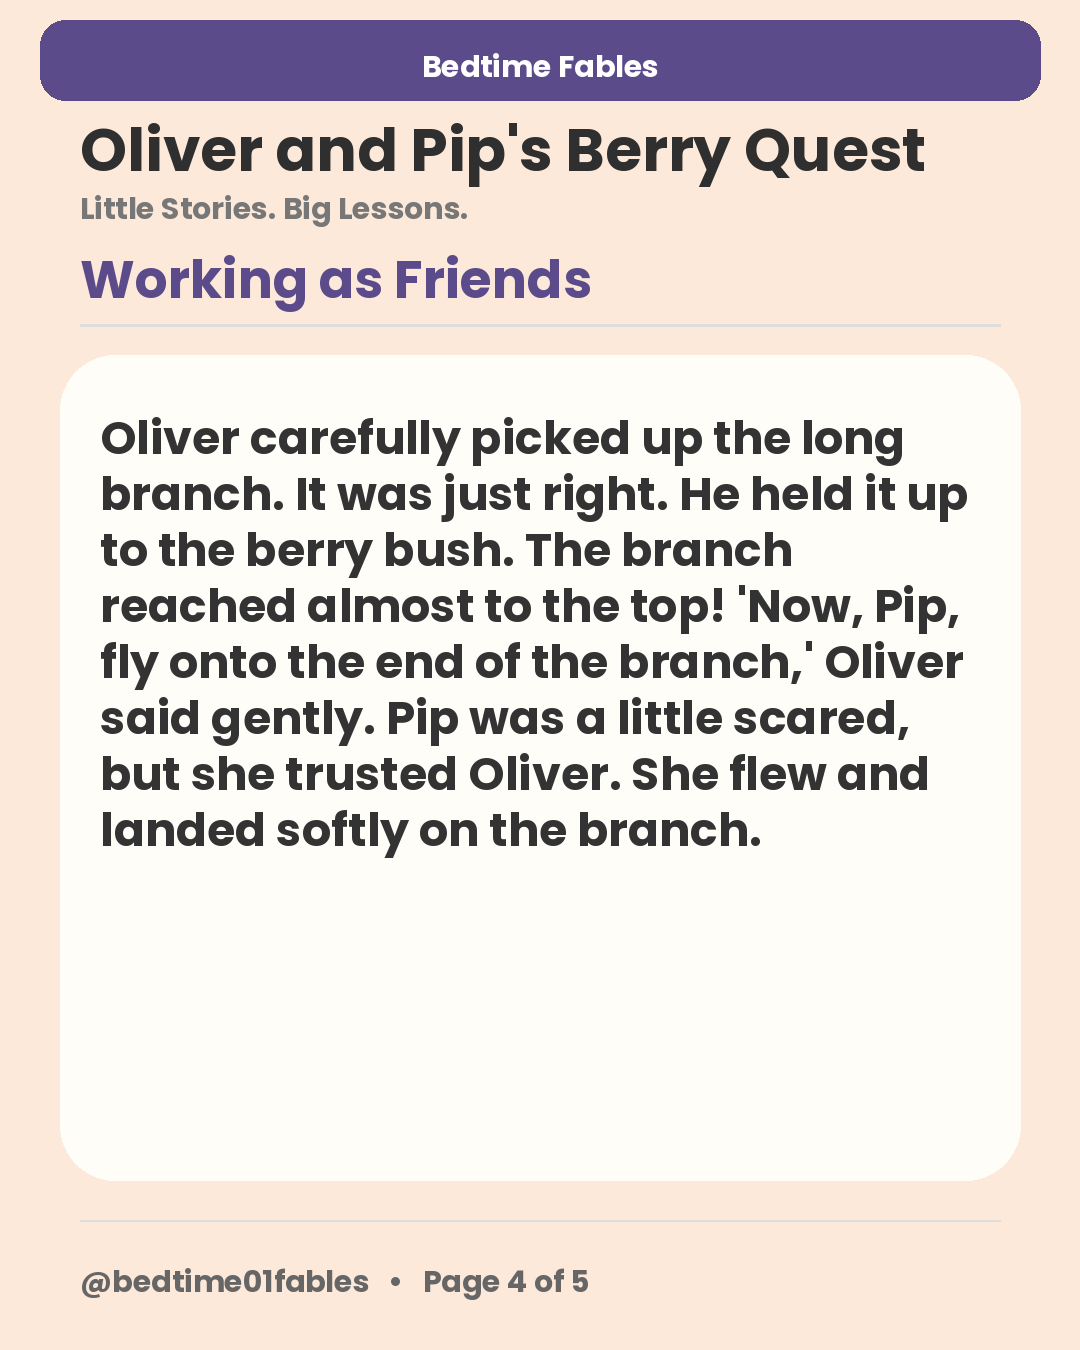 Bedtime Fables
Oliver and Pip's Berry Quest
Little Stories. Big Lessons.
Working as Friends
Oliver carefully picked up the long
branch. It was just right. He held it up
to the berry bush. The branch
reached almost to the top! 'Now, Pip,
fly onto the end of the branch,' Oliver
said gently. Pip was a little scared,
but she trusted Oliver. She flew and
landed softly on the branch.
@bedtime01fables • Page 4 of 5